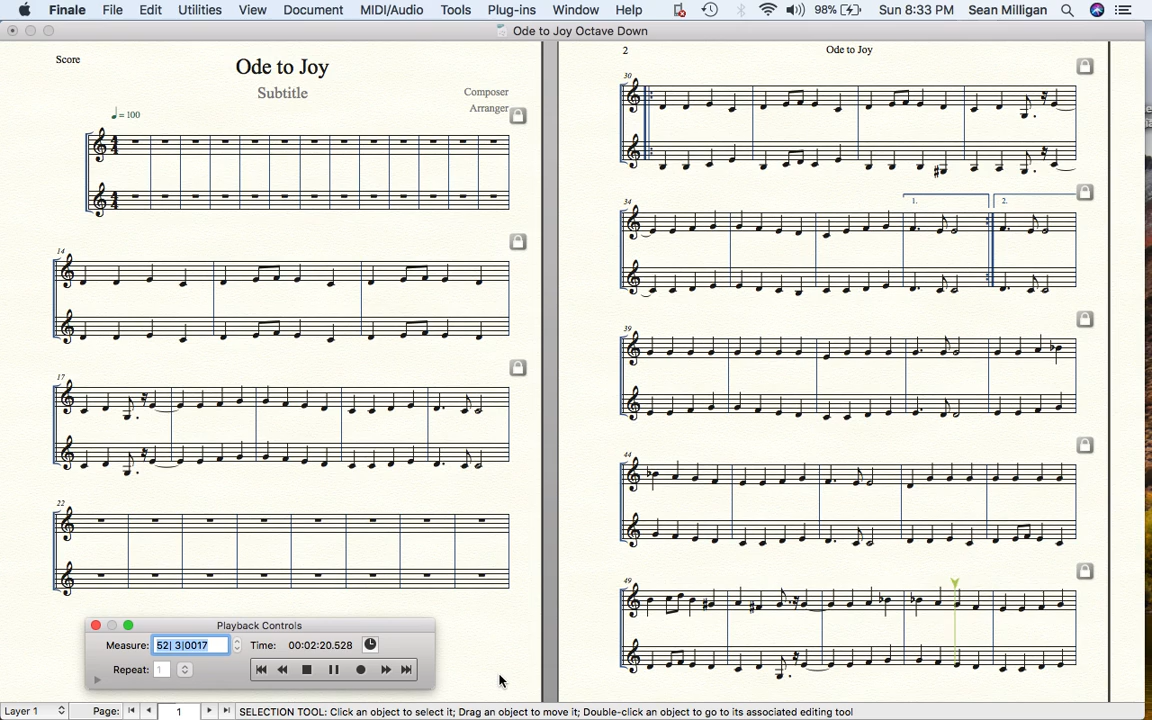 Finale File Edit Utilities View Document MIDI/Audio Tools Plug-ins Window Help 98% Sun 8:33 PM Sean Milligan
Ode to Joy Octave Down
Score
Ode to Joy
Subtitle
Composer
Arranger
= 100
14
17
22
2
Ode to Joy
30
34
1.
2.
39
44
49
Playback Controls
Measure: 52| 3|0017 Time: 00:02:20.528
Repeat: 1
Layer 1 Page: 1 SELECTION TOOL: Click an object to select it; Drag an object to move it; Double-click an object to go to its associated editing tool